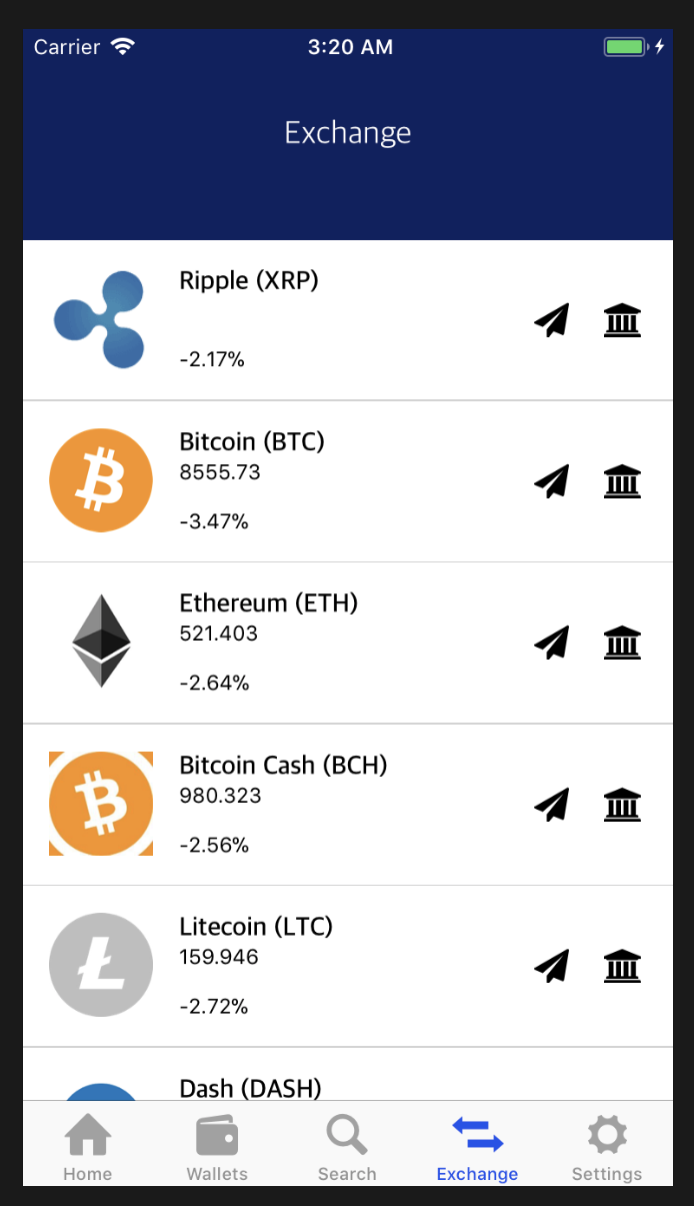 Carrier 3:20 AM
Exchange
Ripple (XRP)
-2.17%
Bitcoin (BTC)
8555.73
-3.47%
Ethereum (ETH)
521.403
-2.64%
Bitcoin Cash (BCH)
980.323
-2.56%
Litecoin (LTC)
159.946
-2.72%
Dash (DASH)
Home Wallets Search Exchange Settings